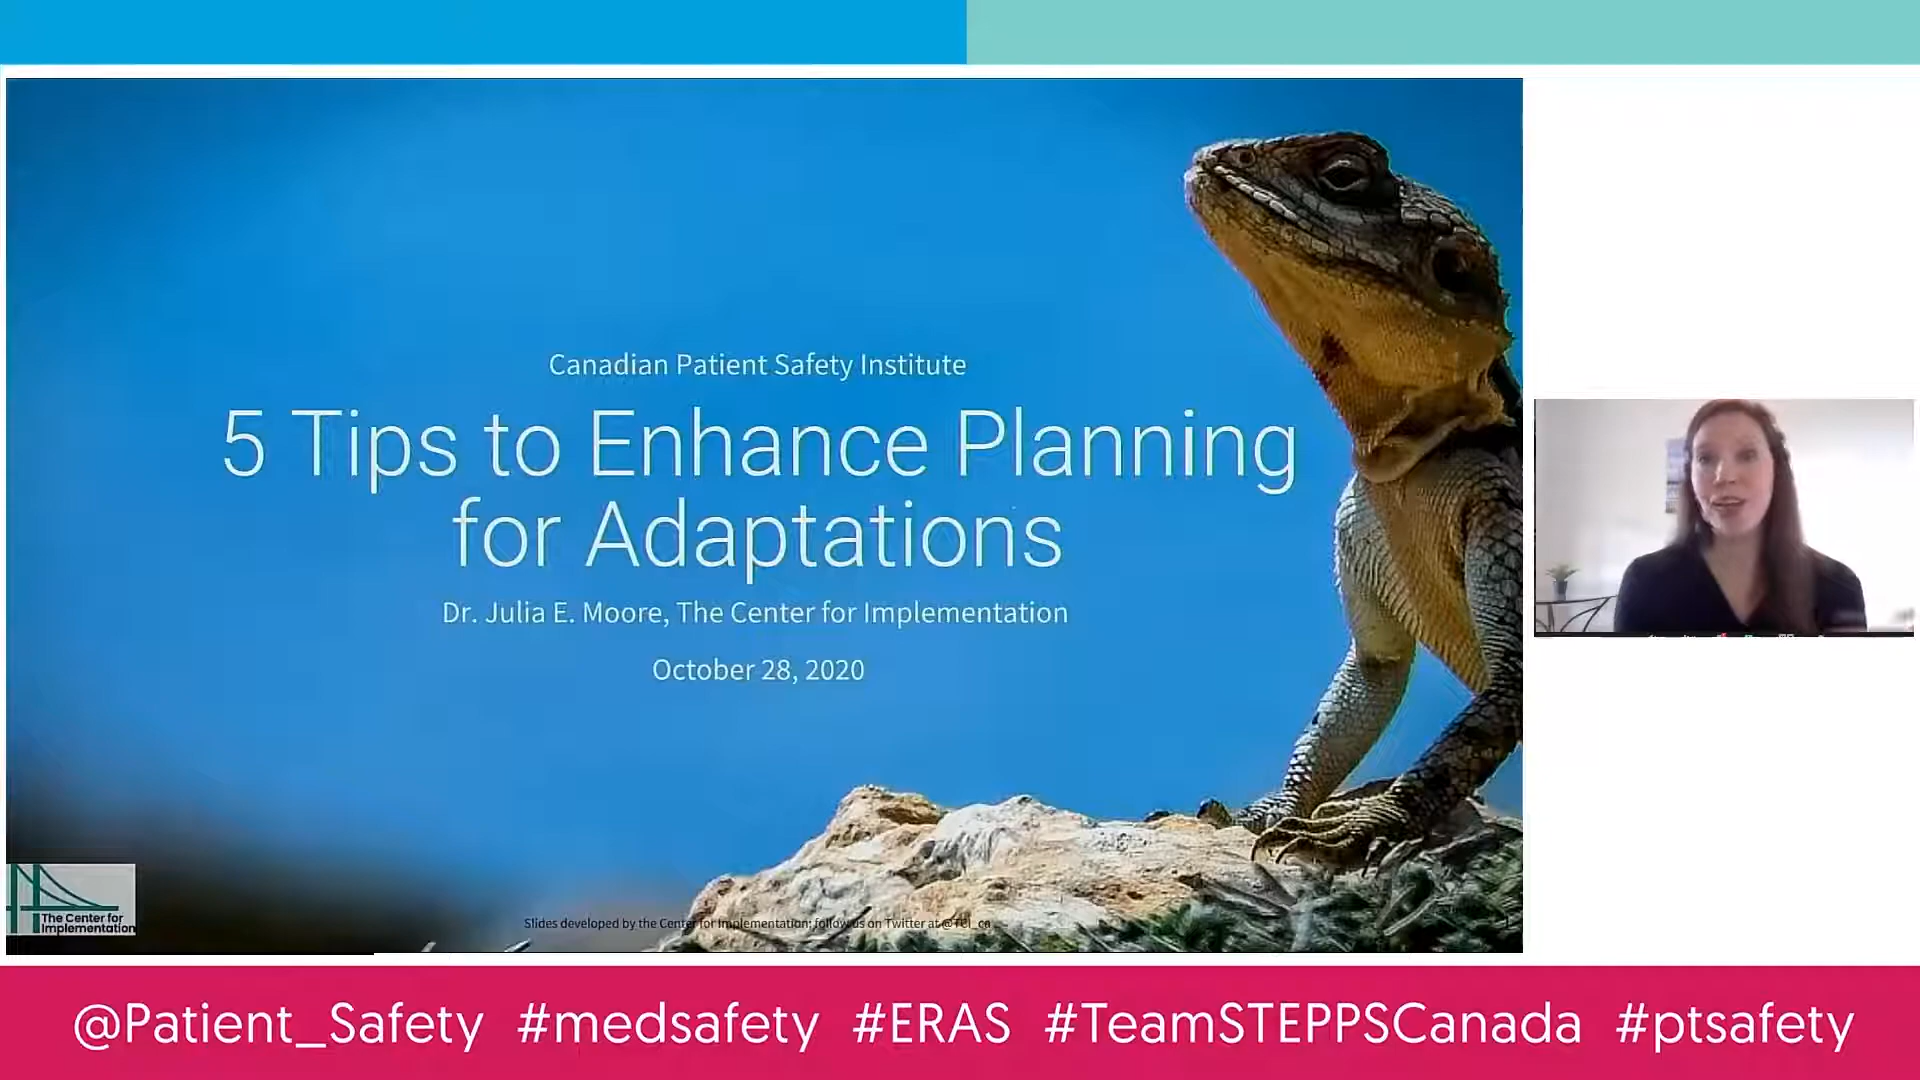 Canadian Patient Safety Institute
5 Tips to Enhance Planning
for Adaptations
Dr. Julia E. Moore, The Center for Implementation
October 28, 2020
The Center for
Implementation
Slides developed by the Center for Implementation; follow us on Twitter at @TCI_ca
@Patient_Safety #medsafety #ERAS #TeamSTEPPSCanada #ptsafety